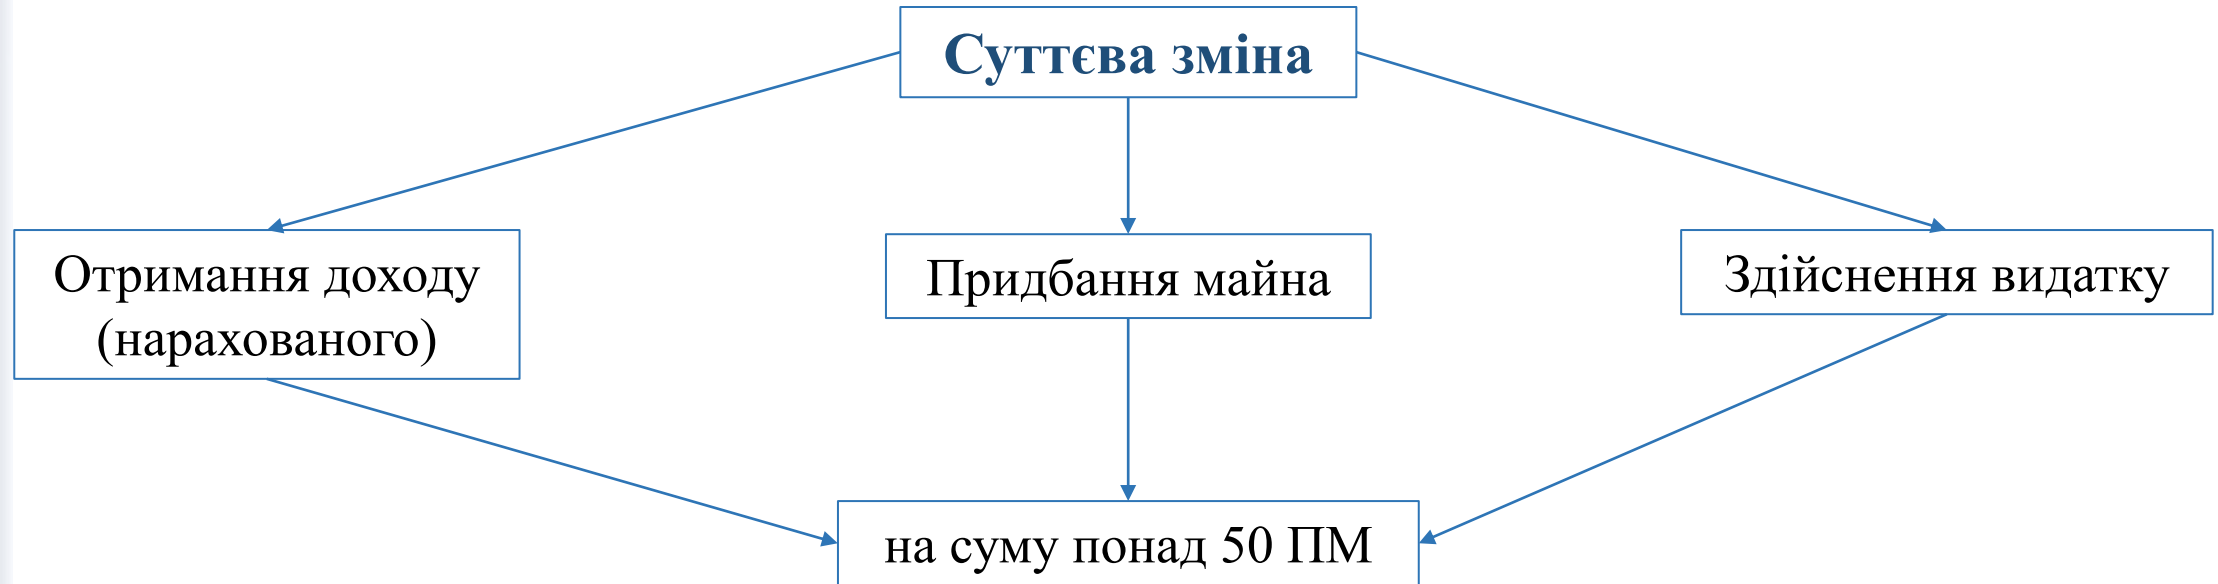 Суттєва зміна
Отримання доходу
(нарахованого)
Придбання майна
Здійснення видатку
на суму понад 50 ПМ